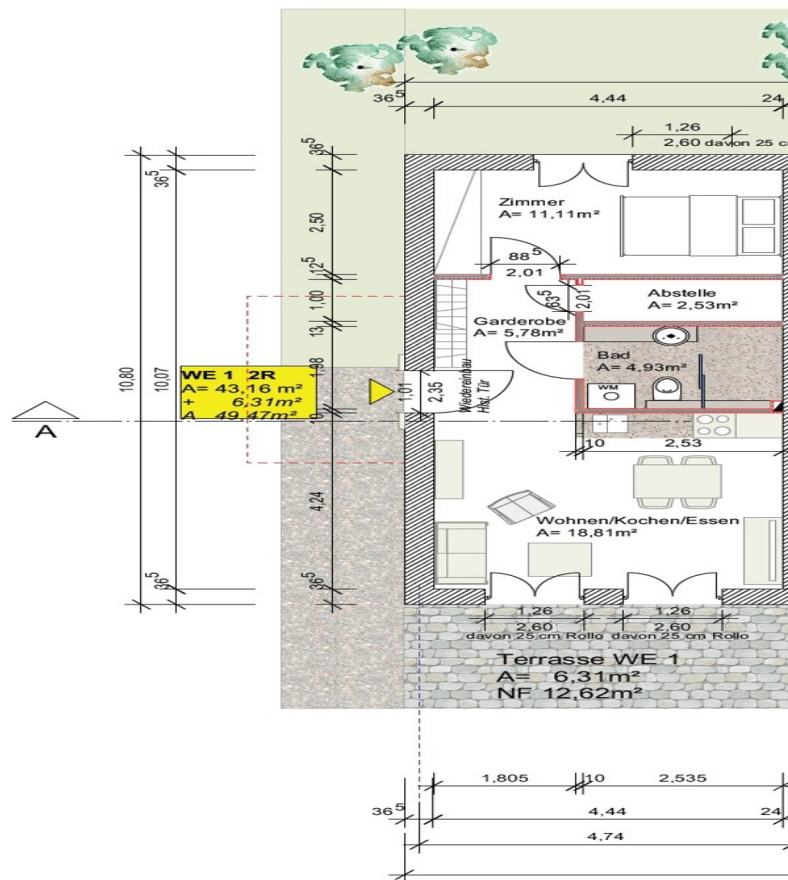 36⁵
4,44
24
1,26
2,60 davon 25 cm
36⁵
36⁵
2,50
12⁵
1,00
13
1,98
10
4,24
36⁵
36⁵
10,80
10,07
Zimmer
A= 11,11m²
88⁵
2,01
63⁵
2,01
Abstelle
A= 2,53m²
Garderobe
A= 5,78m²
Bad
A= 4,93m²
WM
WE 1 2R
A= 43,16 m²
+ 6,31m²
A 49,47m²
1,01
2,35
Wiedereinbau
Hist. Tür
A
10
2,53
Wohnen/Kochen/Essen
A= 18,81m²
1,26
1,26
2,60
2,60
davon 25 cm Rollo davon 25 cm Rollo
Terrasse WE 1
A= 6,31m²
NF 12,62m²
1,805
10
2,535
36⁵
4,44
24
4,74